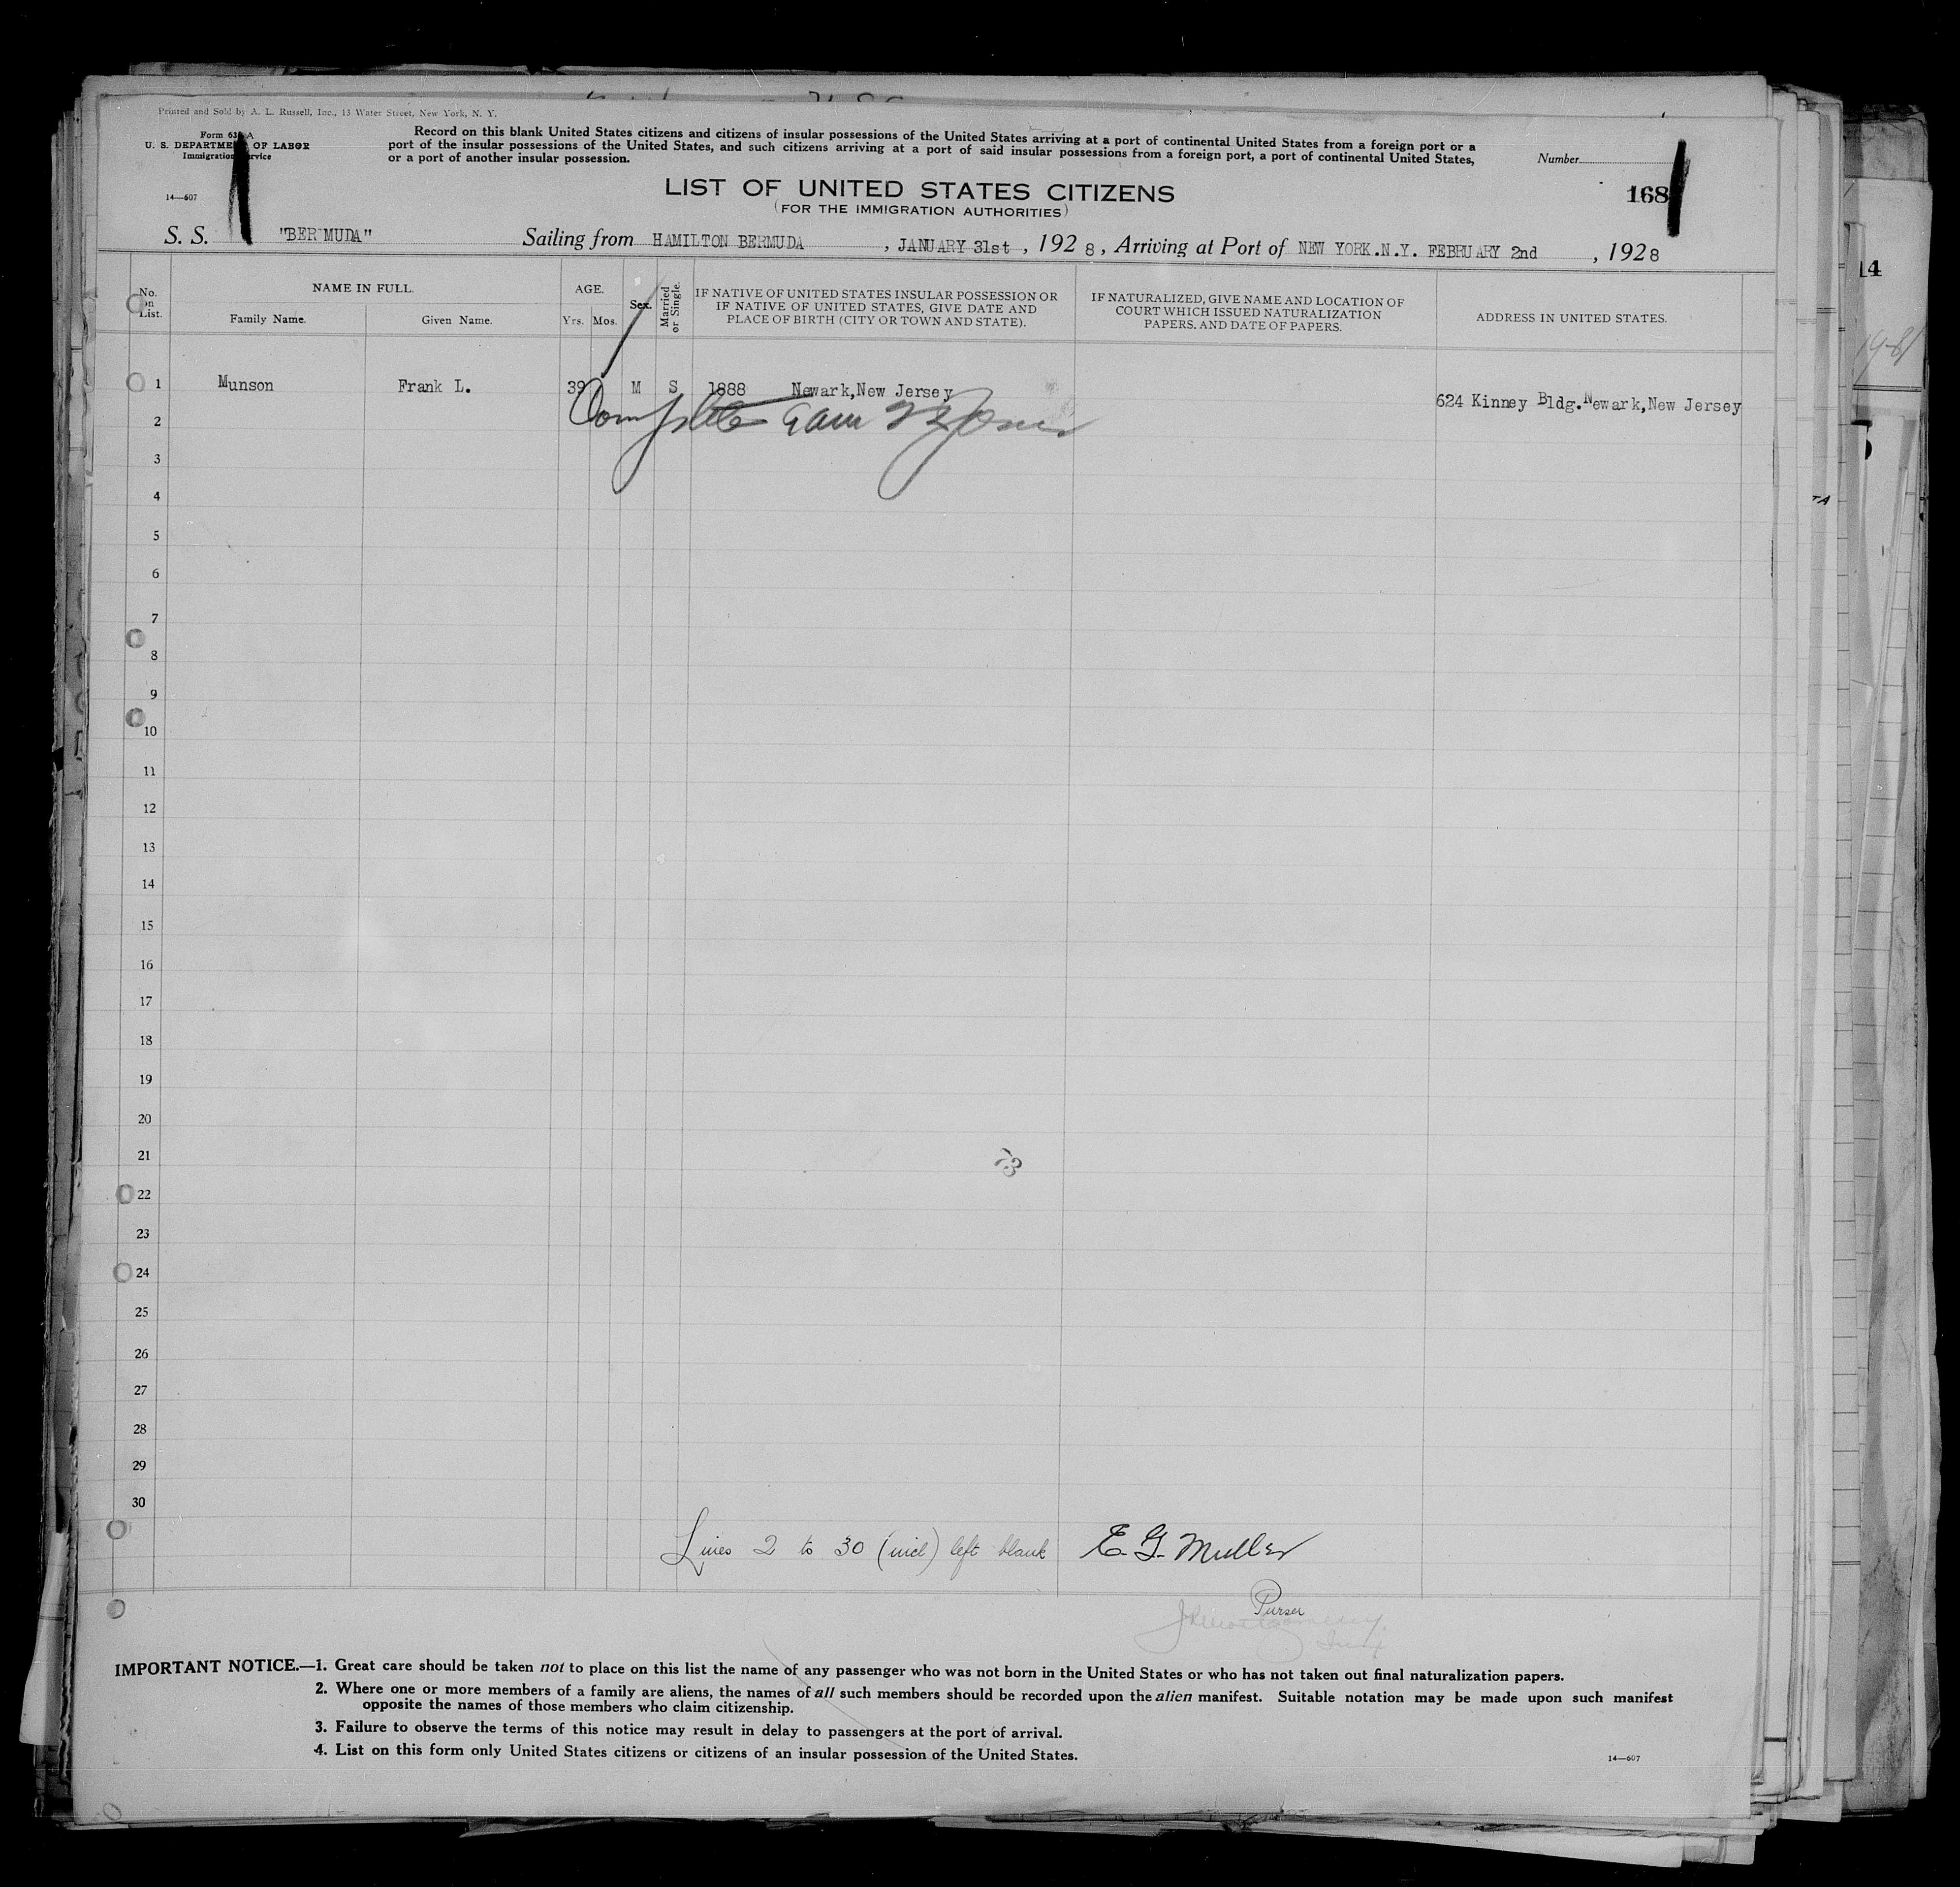 Printed and Sold by A. L. Russell, Inc., 13 Water Street, New York, N. Y.
Form 63 A
U. S. DEPARTMENT OF LABOR
Immigration Service
14—607
Record on this blank United States citizens and citizens of insular possessions of the United States arriving at a port of continental United States from a foreign port or a
port of the insular possessions of the United States, and such citizens arriving at a port of said insular possessions from a foreign port, a port of continental United States,
or a port of another insular possession.
Number
LIST OF UNITED STATES CITIZENS
(FOR THE IMMIGRATION AUTHORITIES)
168
S. S. "BERMUDA" Sailing from HAMILTON BERMUDA, JANUARY 31st, 1928, Arriving at Port of NEW YORK.N.Y. FEBRUARY 2nd, 1928
No. on List.
NAME IN FULL.
Family Name.
Given Name.
AGE.
Yrs.
Mos.
Sex.
Married or Single.
IF NATIVE OF UNITED STATES INSULAR POSSESSION OR
IF NATIVE OF UNITED STATES, GIVE DATE AND
PLACE OF BIRTH (CITY OR TOWN AND STATE).
IF NATURALIZED, GIVE NAME AND LOCATION OF
COURT WHICH ISSUED NATURALIZATION
PAPERS, AND DATE OF PAPERS.
ADDRESS IN UNITED STATES.
1 Munson Frank L. 39 M S 1888 Newark,New Jersey 624 Kinney Bldg.Newark,New Jersey
Complete
2
3
4
5
6
7
8
9
10
11
12
13
14
15
16
17
18
19
20
21
73
22
23
24
25
26
27
28
29
30
Lines 2 to 30 (incl) left blank E. G. Muller
Purser
IMPORTANT NOTICE.—1. Great care should be taken not to place on this list the name of any passenger who was not born in the United States or who has not taken out final naturalization papers.
2. Where one or more members of a family are aliens, the names of all such members should be recorded upon the alien manifest. Suitable notation may be made upon such manifest
opposite the names of those members who claim citizenship.
3. Failure to observe the terms of this notice may result in delay to passengers at the port of arrival.
4. List on this form only United States citizens or citizens of an insular possession of the United States.
14—607